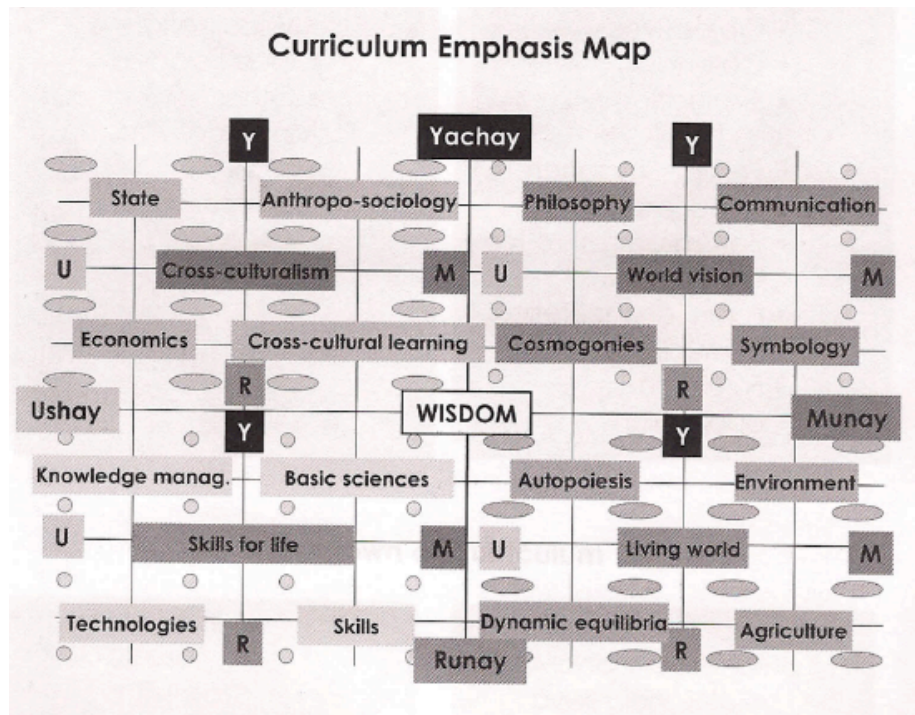 Curriculum Emphasis Map
Y Yachay Y
State Anthropo-sociology Philosophy Communication
U Cross-culturalism M U World vision M
Economics Cross-cultural learning Cosmogonies Symbology
R R
Ushay WISDOM Munay
Y Y
Knowledge manag. Basic sciences Autopoiesis Environment
U Skills for life M U Living world M
Technologies Skills Dynamic equilibria Agriculture
R Runay R